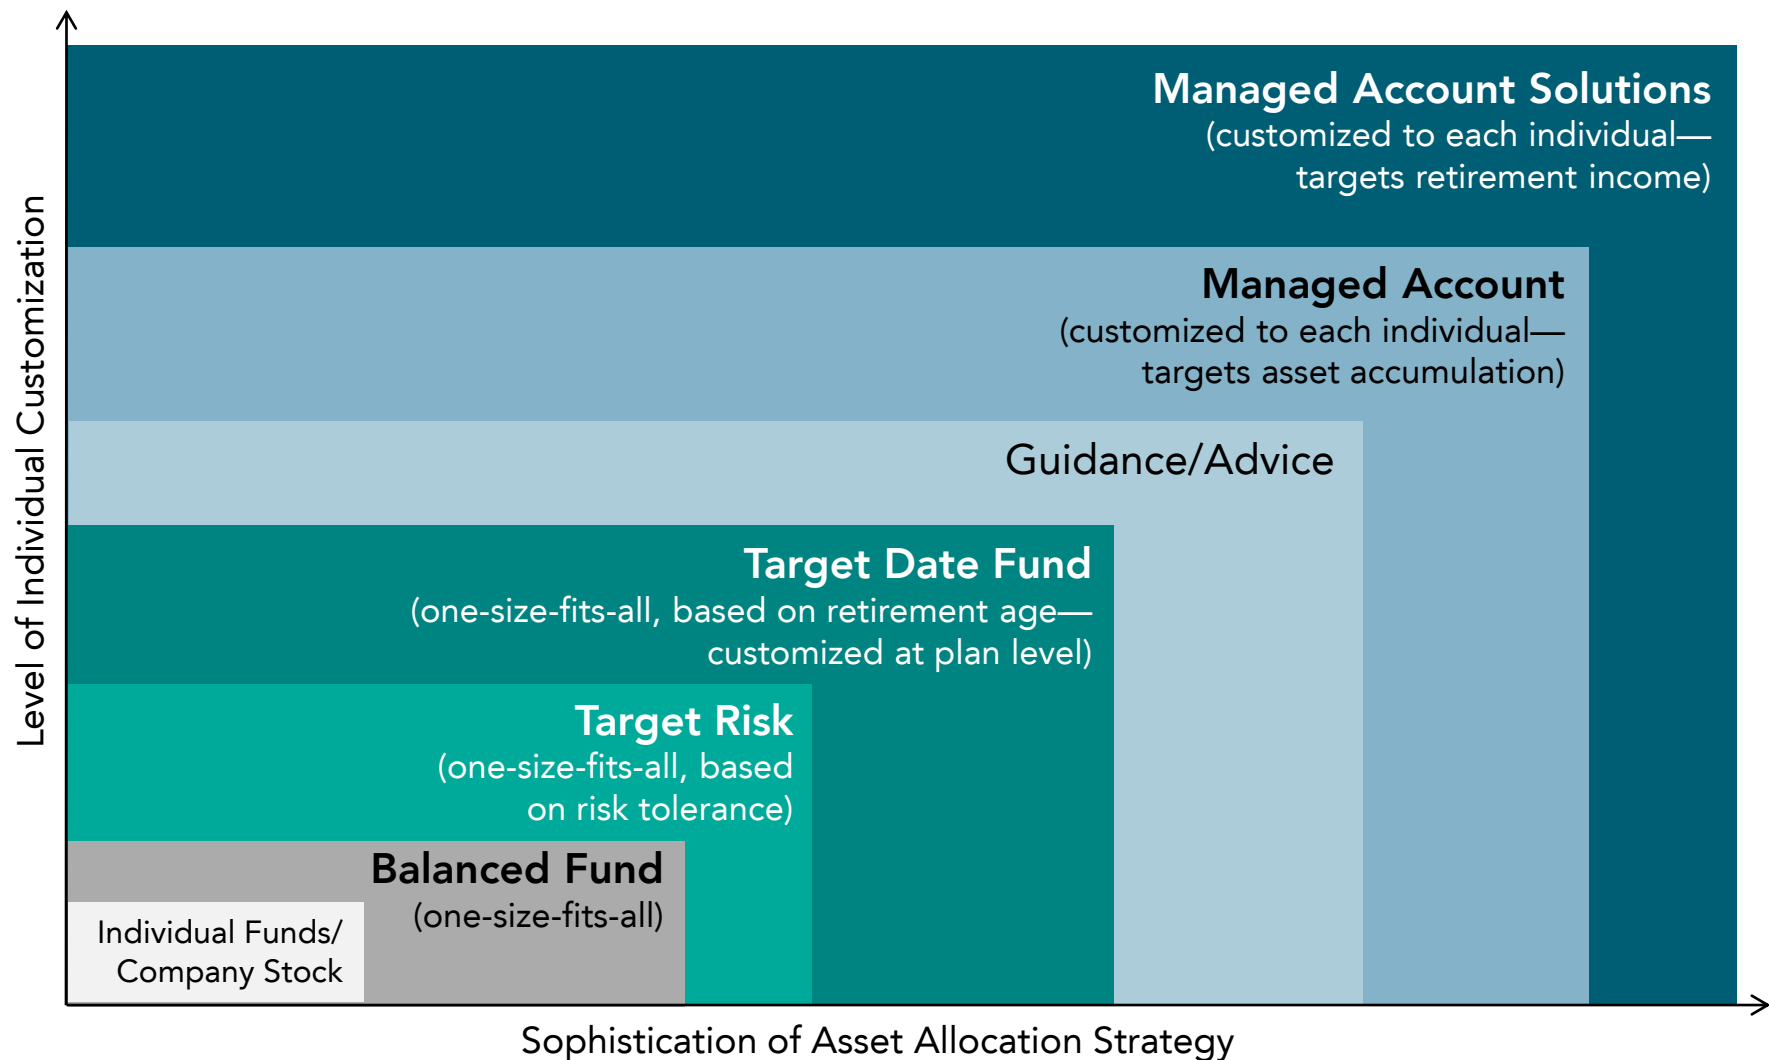 Level of Individual Customization
Managed Account Solutions
(customized to each individual—
targets retirement income)
Managed Account
(customized to each individual—
targets asset accumulation)
Guidance/Advice
Target Date Fund
(one-size-fits-all, based on retirement age—
customized at plan level)
Target Risk
(one-size-fits-all, based
on risk tolerance)
Balanced Fund
(one-size-fits-all)
Individual Funds/
Company Stock
Sophistication of Asset Allocation Strategy